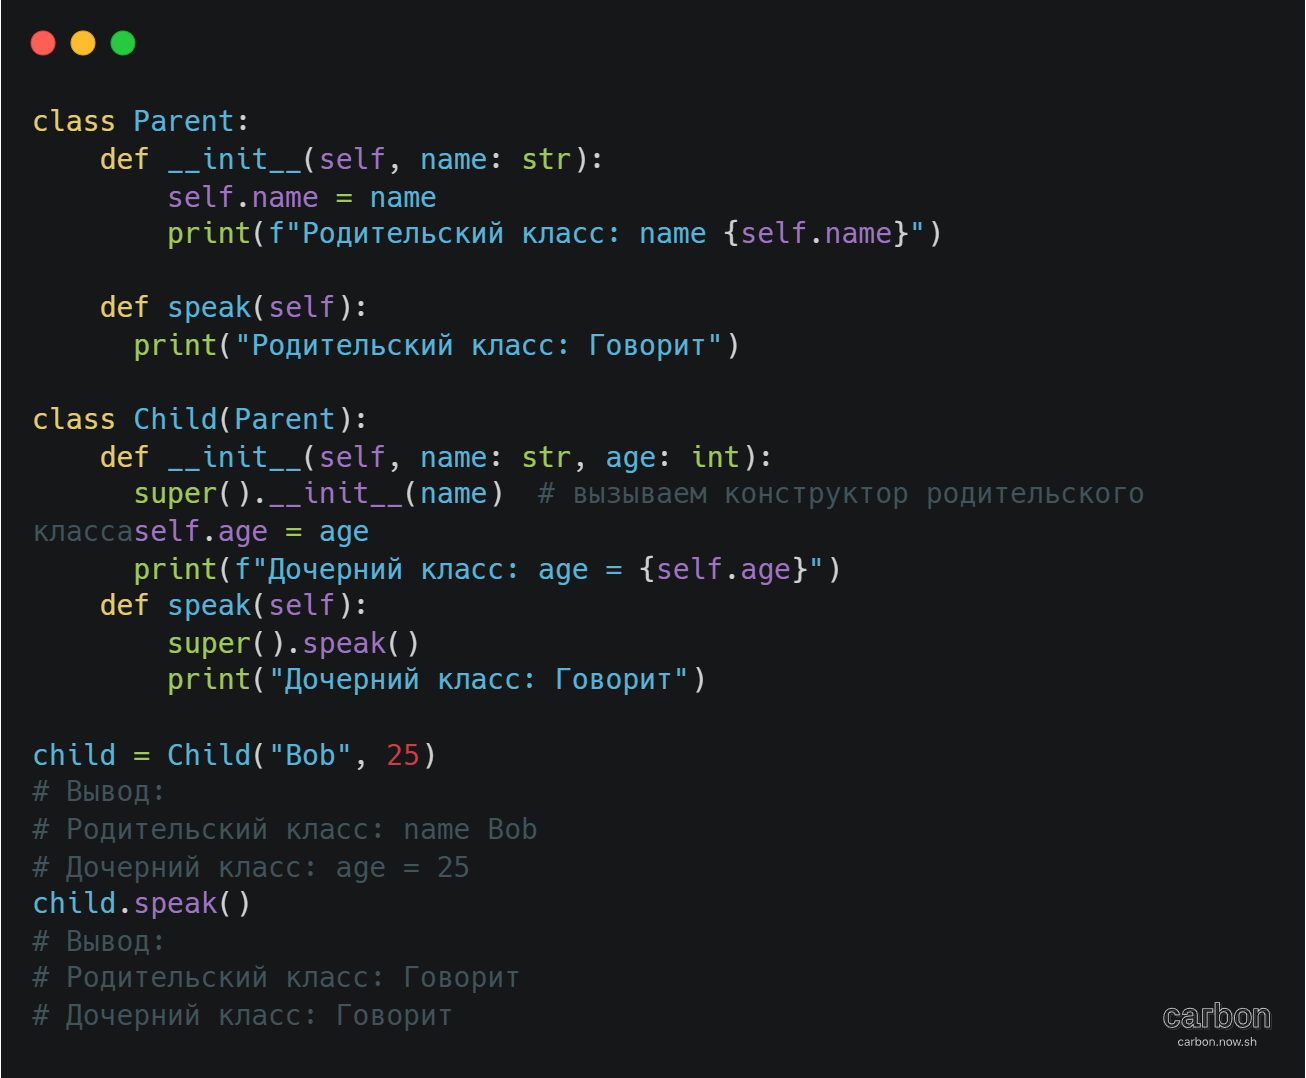 class Parent:
    def __init__(self, name: str):
        self.name = name
        print(f"Родительский класс: name {self.name}")

    def speak(self):
      print("Родительский класс: Говорит")

class Child(Parent):
    def __init__(self, name: str, age: int):
      super().__init__(name)  # вызываем конструктор родительского
классаself.age = age
      print(f"Дочерний класс: age = {self.age}")
    def speak(self):
        super().speak()
        print("Дочерний класс: Говорит")

child = Child("Bob", 25)
# Вывод:
# Родительский класс: name Bob
# Дочерний класс: age = 25
child.speak()
# Вывод:
# Родительский класс: Говорит
# Дочерний класс: Говорит
carbon
carbon.now.sh